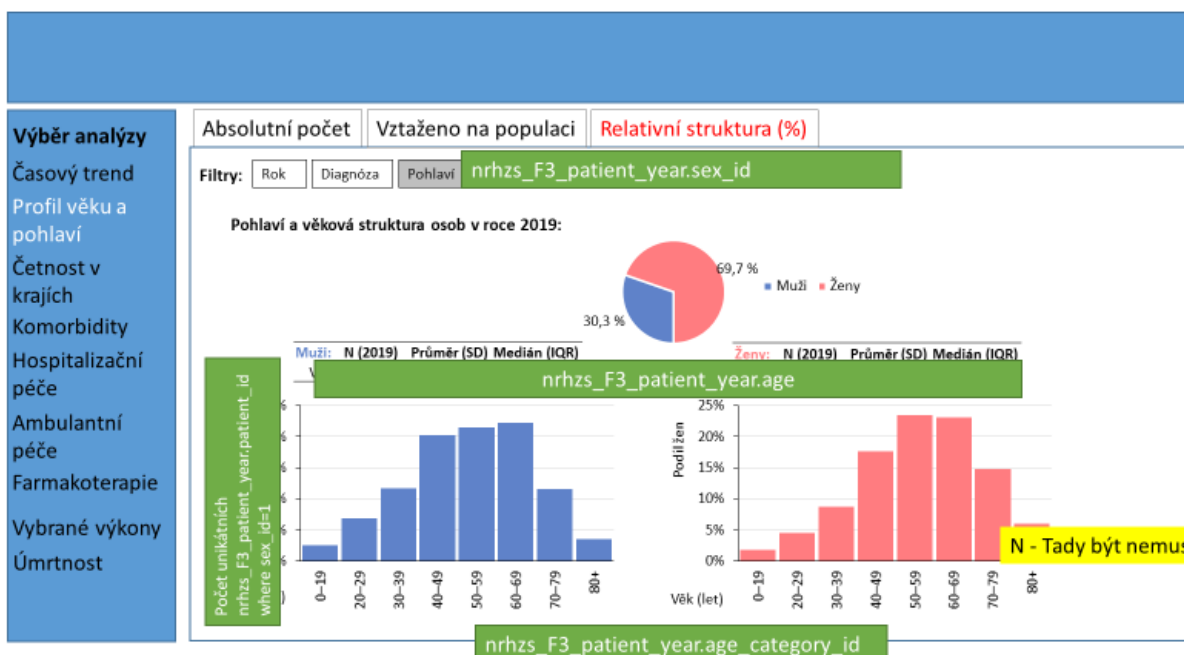 Výběr analýzy
Časový trend
Profil věku a
pohlaví
Četnost v
krajích
Komorbidity
Hospitalizační
péče
Ambulantní
péče
Farmakoterapie
Vybrané výkony
Úmrtnost
Absolutní počet
Vztaženo na populaci
Relativní struktura (%)
Filtry:
Rok
Diagnóza
Pohlaví
nrhzs_F3_patient_year.sex_id
Pohlaví a věková struktura osob v roce 2019:
69,7 %
30,3 %
Muži
Ženy
Muži: N (2019) Průměr (SD) Medián (IQR)
Ženy: N (2019) Průměr (SD) Medián (IQR)
nrhzs_F3_patient_year.age
Počet unikátních
nrhzs_F3_patient_year.patient_id
where sex_id=1
0–19
20–29
30–39
40–49
50–59
60–69
70–79
80+
Podíl žen
25%
20%
15%
10%
5%
0%
Věk (let)
0–19
20–29
30–39
40–49
50–59
60–69
70–79
80+
N - Tady být nemus
nrhzs_F3_patient_year.age_category_id